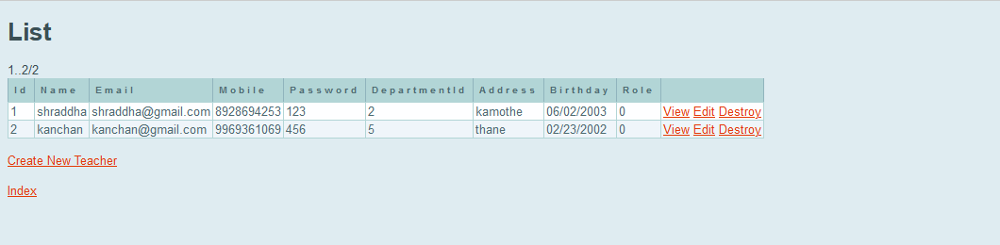 List
1..2/2
Id Name Email Mobile Password DepartmentId Address Birthday Role
1 shraddha shraddha@gmail.com 8928694253 123 2 kamothe 06/02/2003 0 View Edit Destroy
2 kanchan kanchan@gmail.com 9969361069 456 5 thane 02/23/2002 0 View Edit Destroy
Create New Teacher
Index